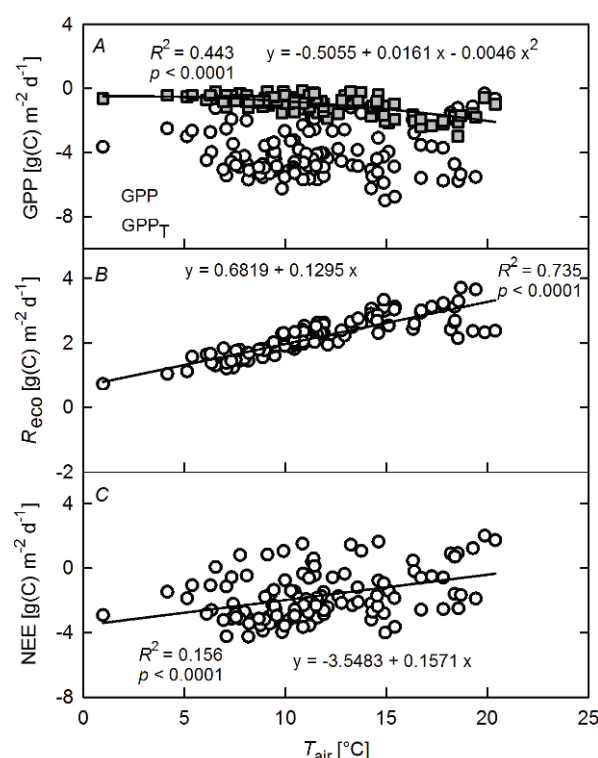 4
A
R² = 0.443 y = -0.5055 + 0.0161 x - 0.0046 x²
p < 0.0001
0
-4
-8
GPP [g(C) m⁻² d⁻¹]
GPP
GPP_T
B
y = 0.6819 + 0.1295 x
R² = 0.735
p < 0.0001
4
2
0
-2
R_eco [g(C) m⁻² d⁻¹]
C
4
0
-4
-8
NEE [g(C) m⁻² d⁻¹]
R² = 0.156 y = -3.5483 + 0.1571 x
p < 0.0001
0 5 10 15 20 25
T_air [°C]